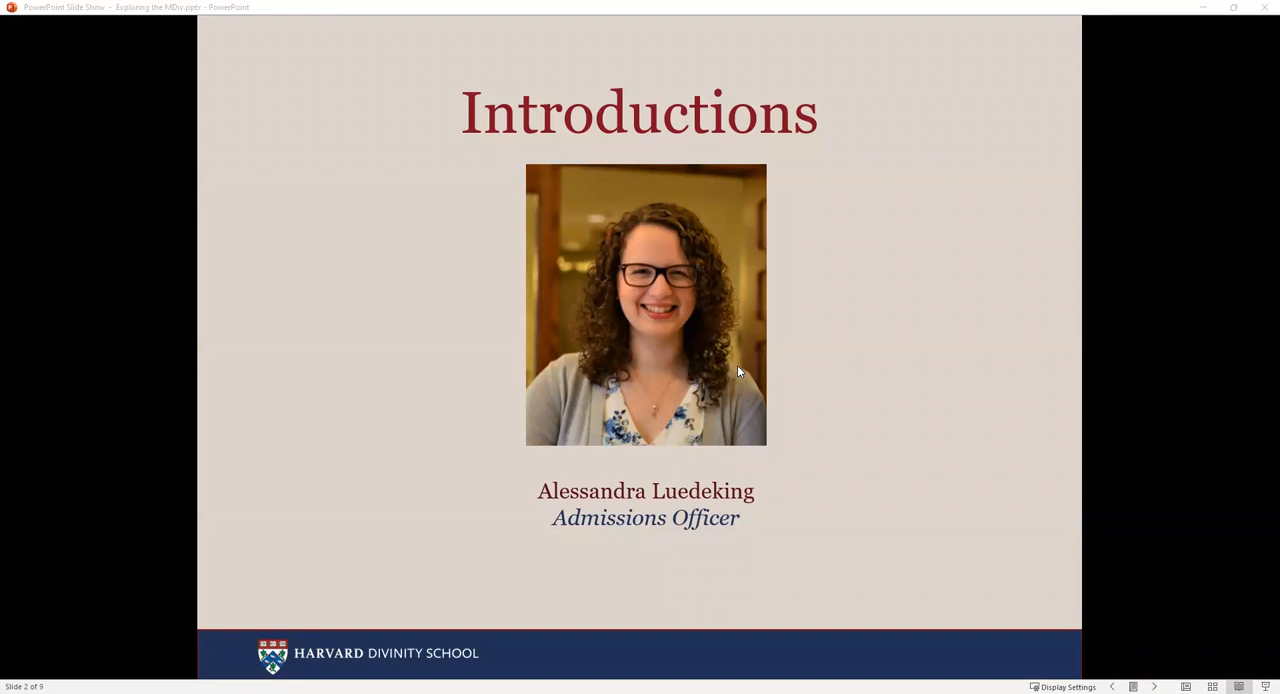 PowerPoint Slide Show - Exploring the MDiv.pptx - PowerPoint
Introductions
Alessandra Luedeking
Admissions Officer
HARVARD DIVINITY SCHOOL
Slide 2 of 9
Display Settings